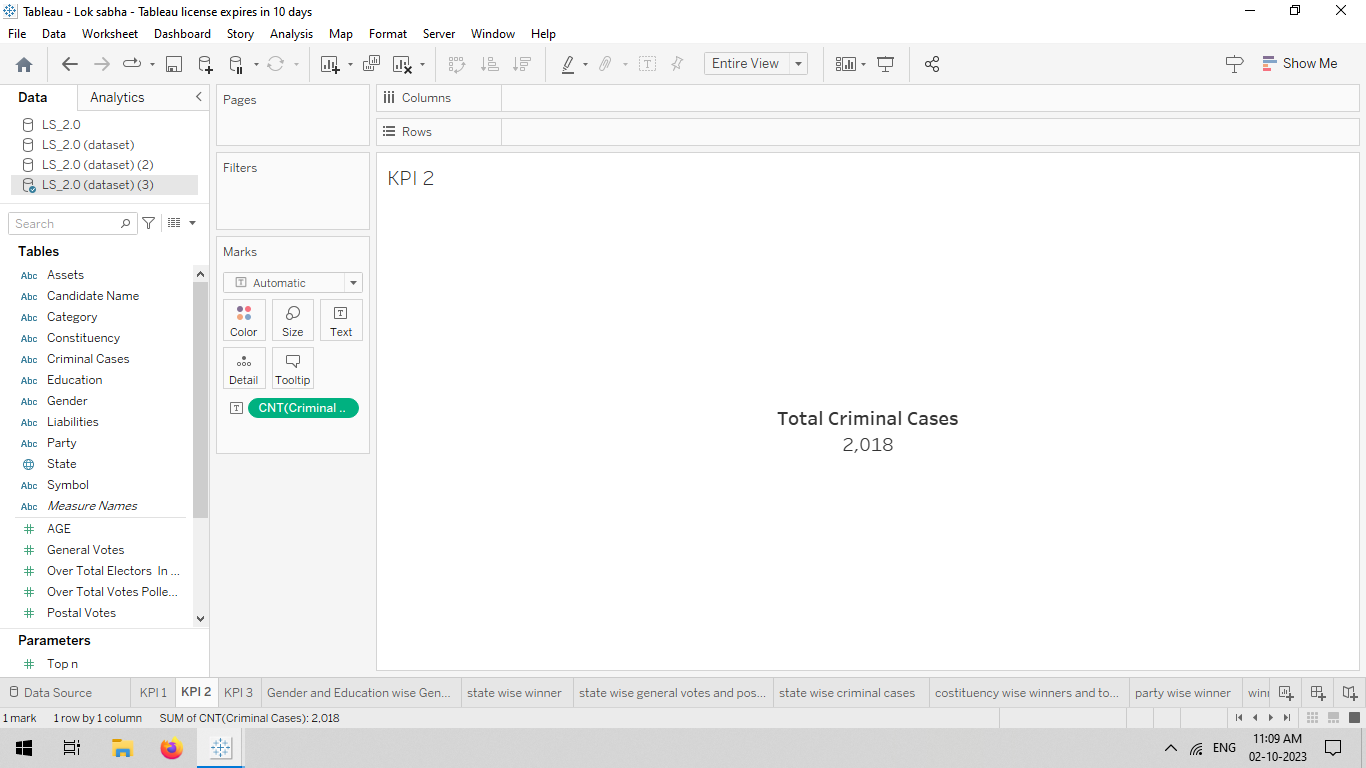 Tableau - Lok sabha - Tableau license expires in 10 days
File Data Worksheet Dashboard Story Analysis Map Format Server Window Help
Entire View
Show Me
Data Analytics
LS_2.0
LS_2.0 (dataset)
LS_2.0 (dataset) (2)
LS_2.0 (dataset) (3)
Search
Tables
Abc Assets
Abc Candidate Name
Abc Category
Abc Constituency
Abc Criminal Cases
Abc Education
Abc Gender
Abc Liabilities
Abc Party
State
Abc Symbol
Abc Measure Names
# AGE
# General Votes
# Over Total Electors In ...
# Over Total Votes Polle...
# Postal Votes
Parameters
# Top n
Pages
Filters
Marks
T Automatic
Color Size T Text
Detail Tooltip
T CNT(Criminal ..
Columns
Rows
KPI 2
Total Criminal Cases
2,018
Data Source KPI 1 KPI 2 KPI 3 Gender and Education wise Gen... state wise winner state wise general votes and pos... state wise criminal cases costituency wise winners and to... party wise winner winn
1 mark 1 row by 1 column SUM of CNT(Criminal Cases): 2,018
ENG
11:09 AM
02-10-2023